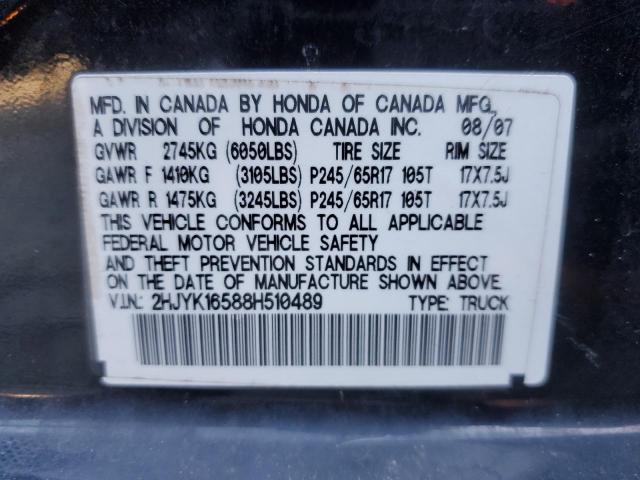 MFD. IN CANADA BY HONDA OF CANADA MFG.,
A DIVISION OF HONDA CANADA INC. 08/07
GVWR 2745KG (6050LBS) TIRE SIZE RIM SIZE
GAWR F 1410KG (3105LBS) P245/65R17 105T 17X7.5J
GAWR R 1475KG (3245LBS) P245/65R17 105T 17X7.5J
THIS VEHICLE CONFORMS TO ALL APPLICABLE
FEDERAL MOTOR VEHICLE SAFETY
AND THEFT PREVENTION STANDARDS IN EFFECT
ON THE DATE OF MANUFACTURE SHOWN ABOVE.
V.I.N.: 2HJYK16588H510489 TYPE: TRUCK